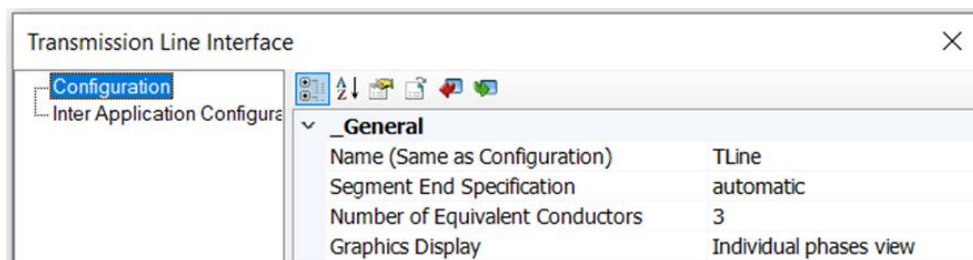 Transmission Line Interface
Configuration
Inter Application Configura
_General
Name (Same as Configuration) TLine
Segment End Specification automatic
Number of Equivalent Conductors 3
Graphics Display Individual phases view